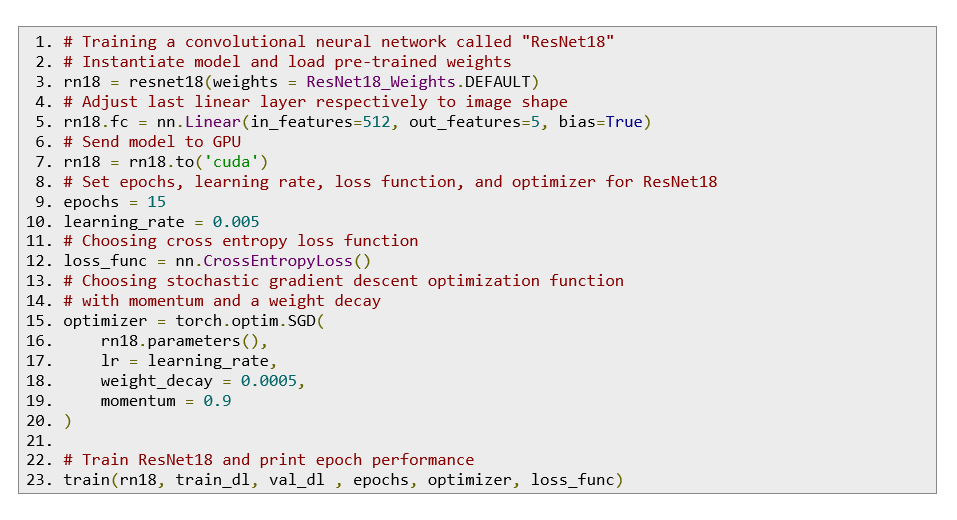 1. # Training a convolutional neural network called "ResNet18"
2. # Instantiate model and load pre-trained weights
3. rn18 = resnet18(weights = ResNet18_Weights.DEFAULT)
4. # Adjust last linear layer respectively to image shape
5. rn18.fc = nn.Linear(in_features=512, out_features=5, bias=True)
6. # Send model to GPU
7. rn18 = rn18.to('cuda')
8. # Set epochs, learning rate, loss function, and optimizer for ResNet18
9. epochs = 15
10. learning_rate = 0.005
11. # Choosing cross entropy loss function
12. loss_func = nn.CrossEntropyLoss()
13. # Choosing stochastic gradient descent optimization function
14. # with momentum and a weight decay
15. optimizer = torch.optim.SGD(
16.     rn18.parameters(),
17.     lr = learning_rate,
18.     weight_decay = 0.0005,
19.     momentum = 0.9
20. )
21.
22. # Train ResNet18 and print epoch performance
23. train(rn18, train_dl, val_dl , epochs, optimizer, loss_func)